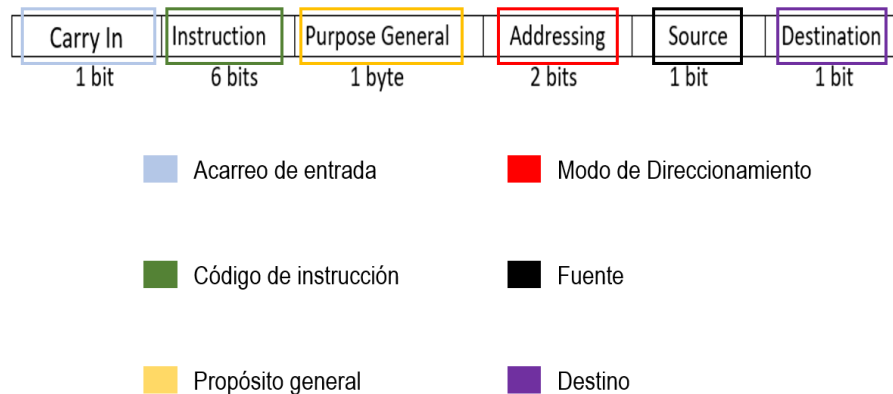 Carry In Instruction Purpose General Addressing Source Destination
1 bit 6 bits 1 byte 2 bits 1 bit 1 bit
Acarreo de entrada Modo de Direccionamiento
Código de instrucción Fuente
Propósito general Destino